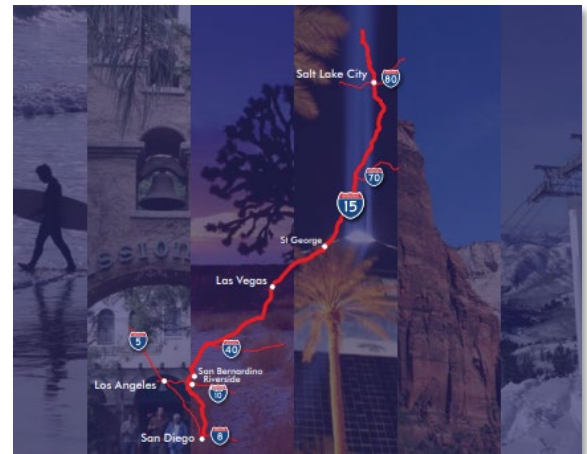 Salt Lake City
80
70
15
St George
Las Vegas
5
40
San Bernardino
Riverside
Los Angeles
10
San Diego
8
SSION